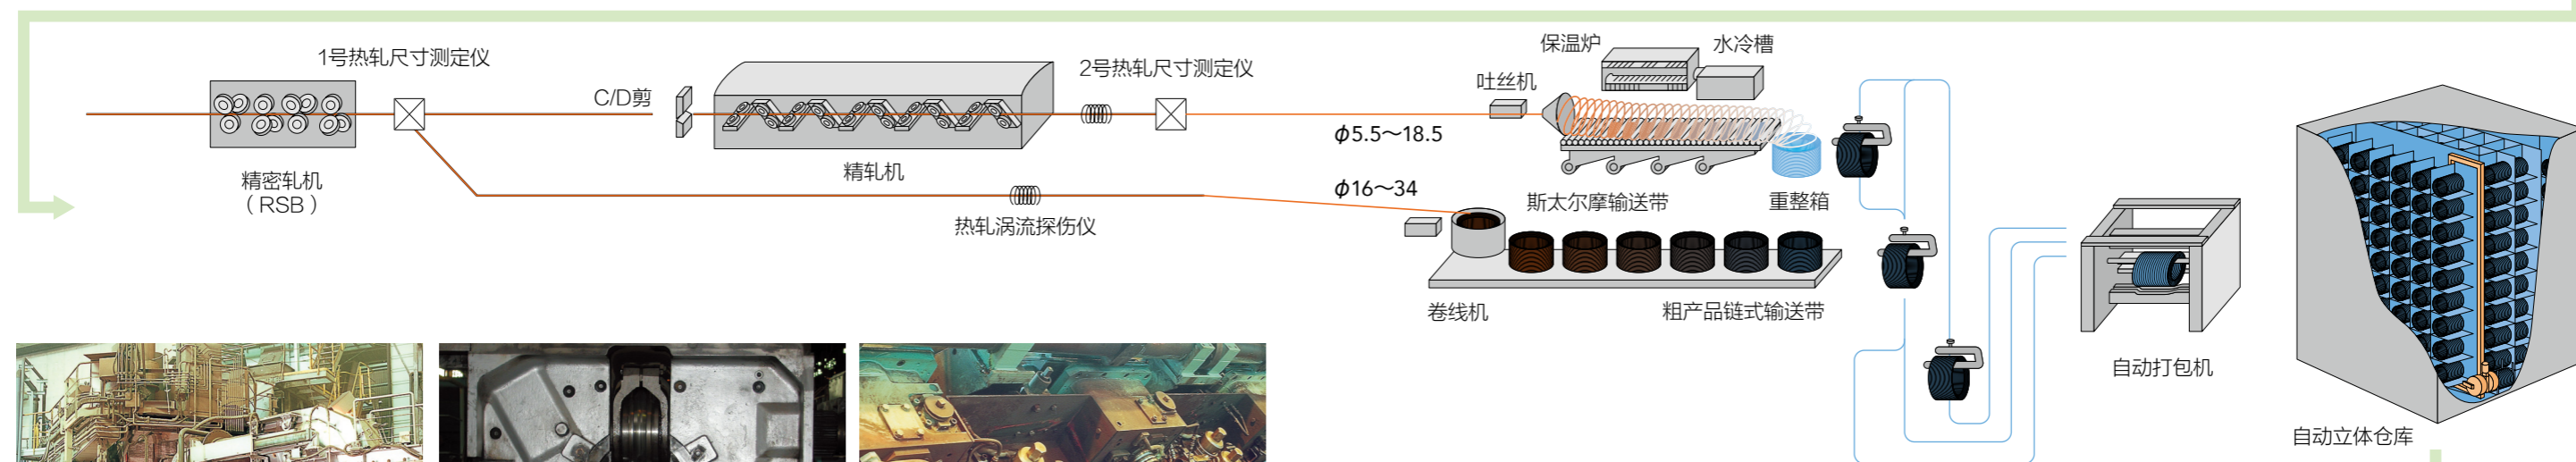 1号热轧尺寸测定仪
精密轧机
（RSB）
C/D剪
精轧机
2号热轧尺寸测定仪
热轧涡流探伤仪
吐丝机
保温炉
水冷槽
φ5.5～18.5
φ16～34
斯太尔摩输送带
重整箱
卷线机
粗产品链式输送带
自动打包机
自动立体仓库